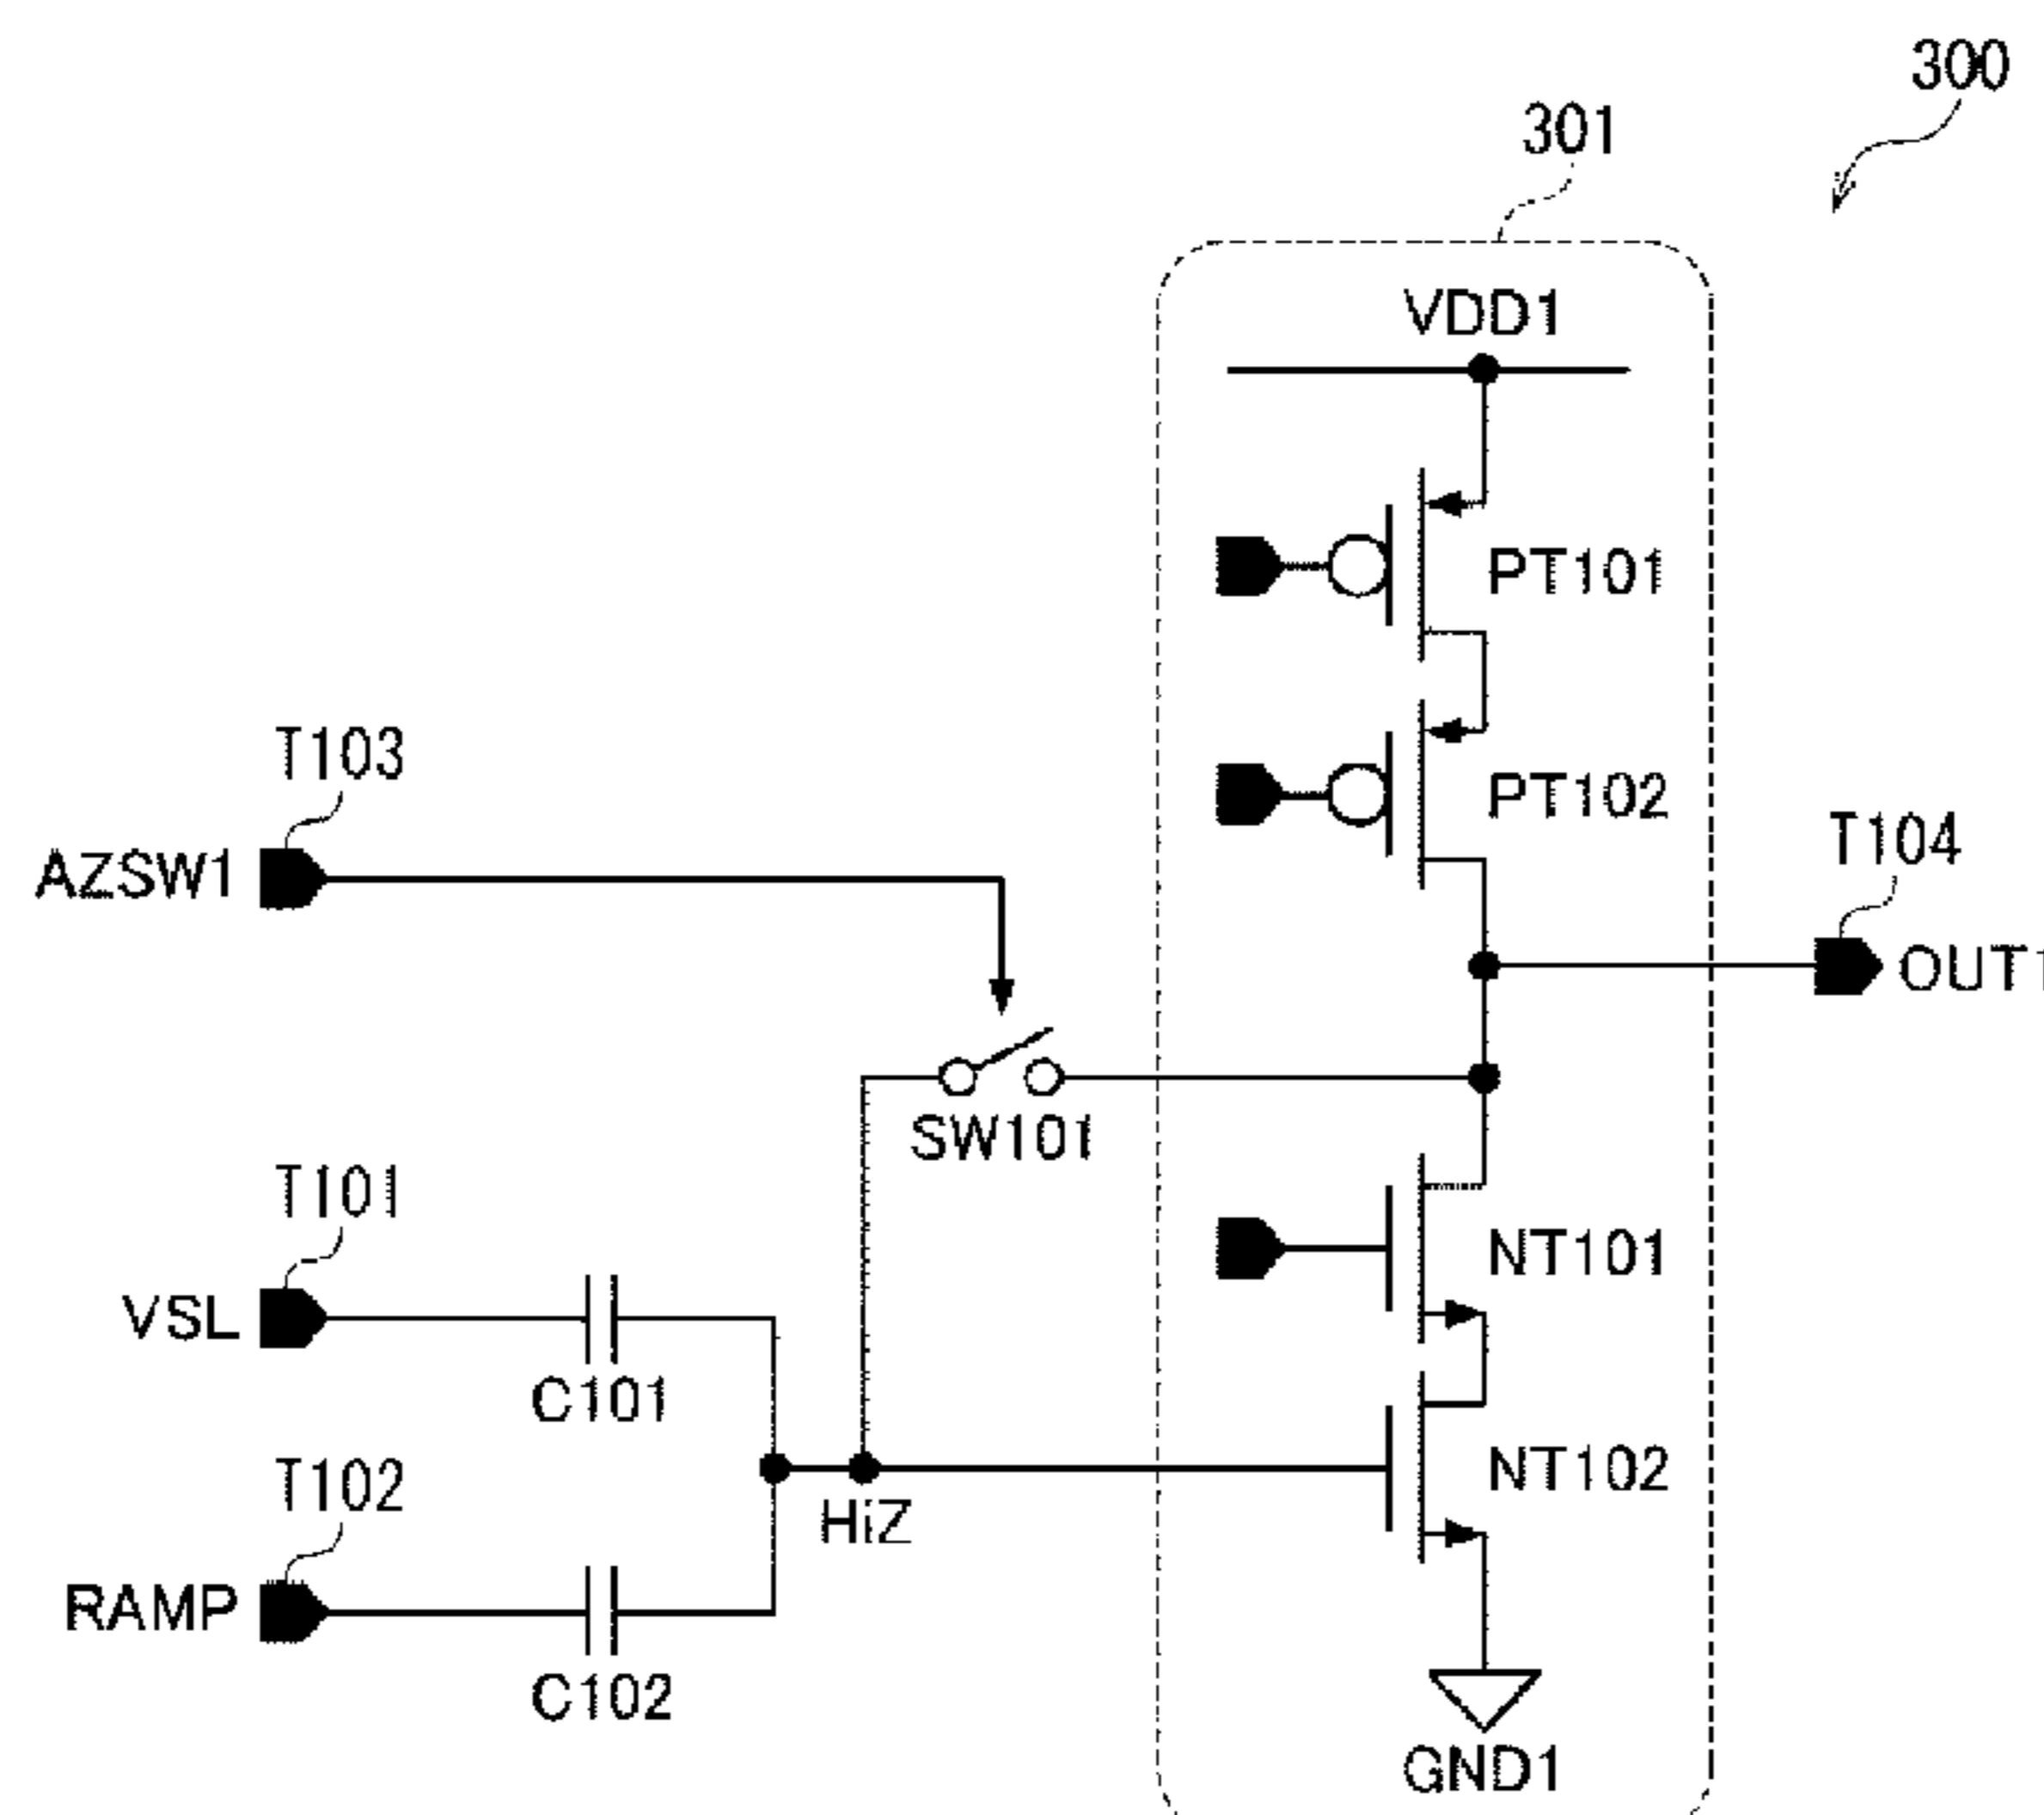 300
301
VDD1
PT101
T103
PT102
T104
AZSW1
OUT1
SW101
T101
NT101
VSL
C101
T102
NT102
HiZ
RAMP
C102
GND1